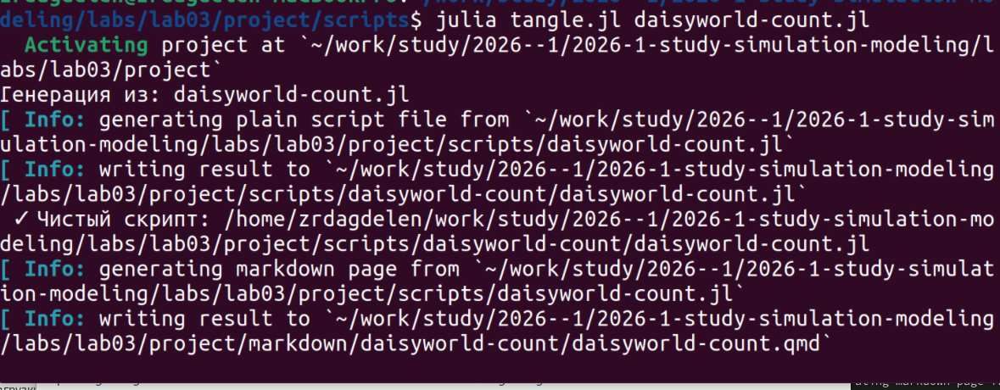 deling/labs/lab03/project/scripts$ julia tangle.jl daisyworld-count.jl
  Activating project at `~/work/study/2026--1/2026-1-study-simulation-modeling/l
abs/lab03/project`
Генерация из: daisyworld-count.jl
[ Info: generating plain script file from `~/work/study/2026--1/2026-1-study-sim
ulation-modeling/labs/lab03/project/scripts/daisyworld-count.jl`
[ Info: writing result to `~/work/study/2026--1/2026-1-study-simulation-modeling
/labs/lab03/project/scripts/daisyworld-count/daisyworld-count.jl`
 ✓ Чистый скрипт: /home/zrdagdelen/work/study/2026--1/2026-1-study-simulation-mo
deling/labs/lab03/project/scripts/daisyworld-count/daisyworld-count.jl
[ Info: generating markdown page from `~/work/study/2026--1/2026-1-study-simulat
ion-modeling/labs/lab03/project/scripts/daisyworld-count.jl`
[ Info: writing result to `~/work/study/2026--1/2026-1-study-simulation-modeling
/labs/lab03/project/markdown/daisyworld-count/daisyworld-count.qmd`